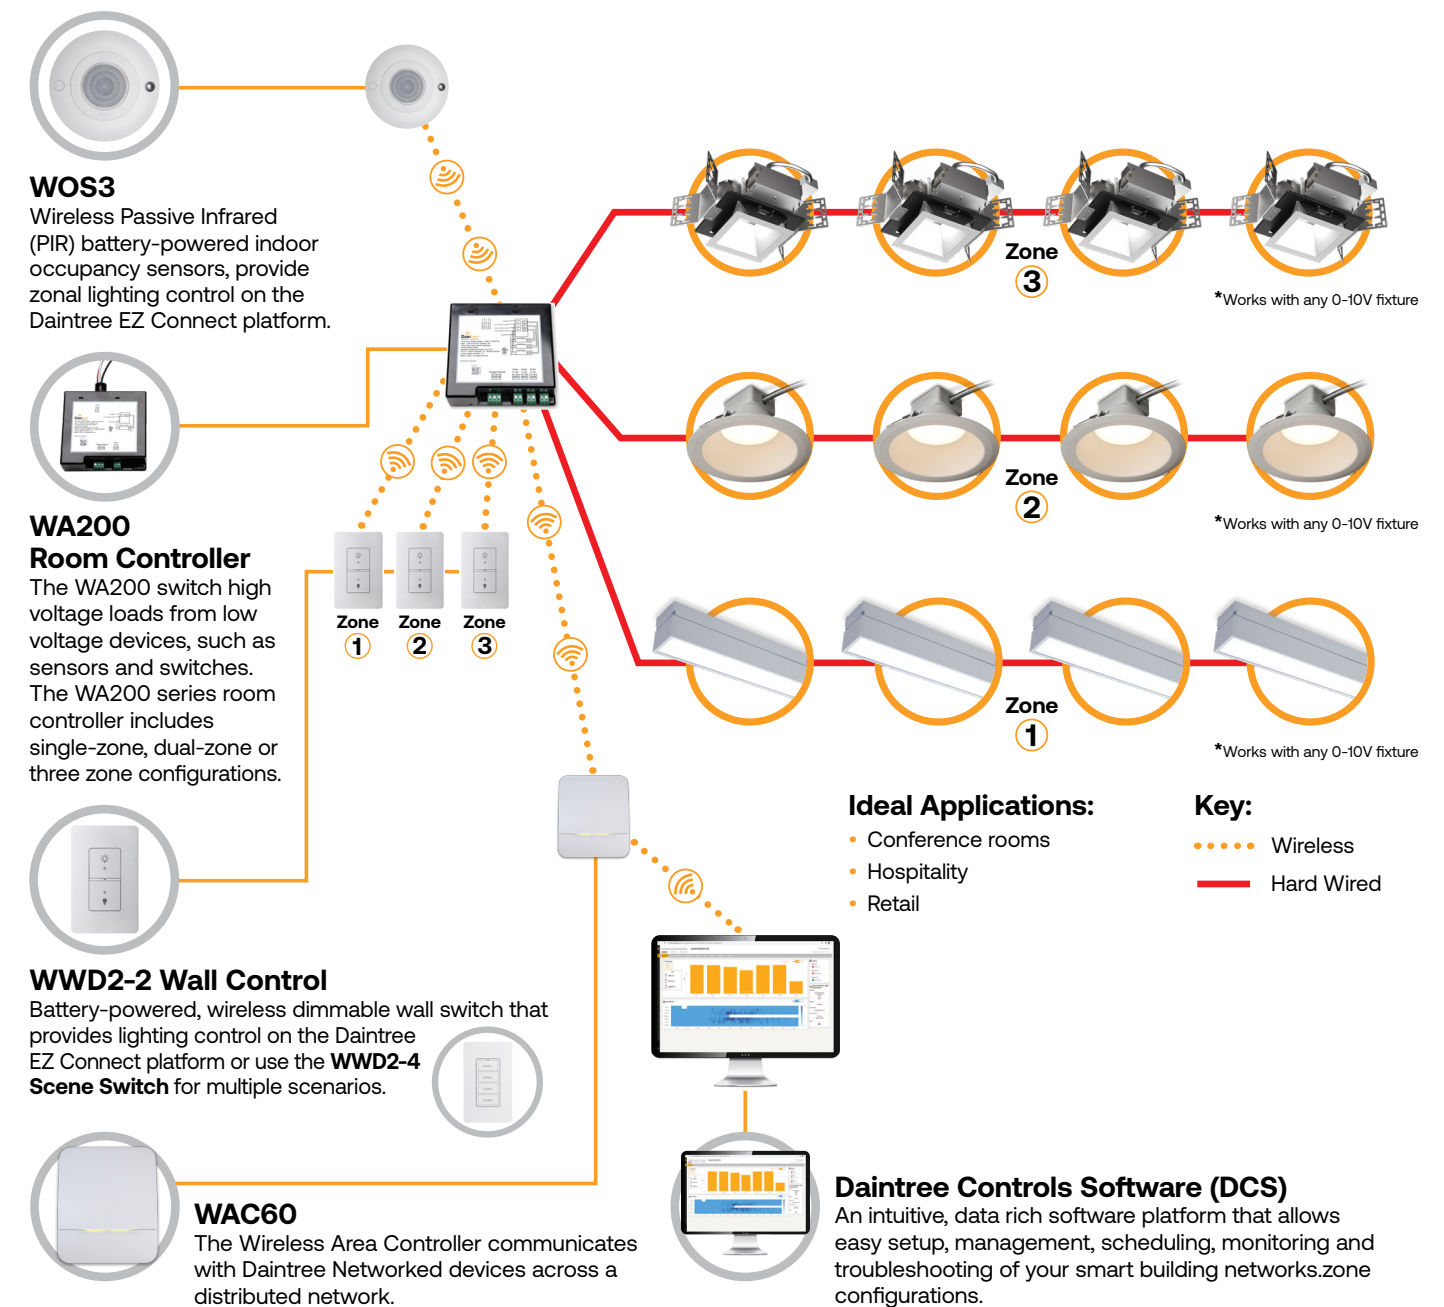 WOS3
Wireless Passive Infrared
(PIR) battery-powered indoor
occupancy sensors, provide
zonal lighting control on the
Daintree EZ Connect platform.
WA200
Room Controller
The WA200 switch high
voltage loads from low
voltage devices, such as
sensors and switches.
The WA200 series room
controller includes
single-zone, dual-zone or
three zone configurations.
Zone
1
Zone
2
Zone
3
Zone
3
*Works with any 0-10V fixture
Zone
2
*Works with any 0-10V fixture
Zone
1
*Works with any 0-10V fixture
Ideal Applications:
• Conference rooms
• Hospitality
• Retail
Key:
Wireless
Hard Wired
WWD2-2 Wall Control
Battery-powered, wireless dimmable wall switch that
provides lighting control on the Daintree
EZ Connect platform or use the WWD2-4
Scene Switch for multiple scenarios.
WAC60
The Wireless Area Controller communicates
with Daintree Networked devices across a
distributed network.
Daintree Controls Software (DCS)
An intuitive, data rich software platform that allows
easy setup, management, scheduling, monitoring and
troubleshooting of your smart building networks.zone
configurations.